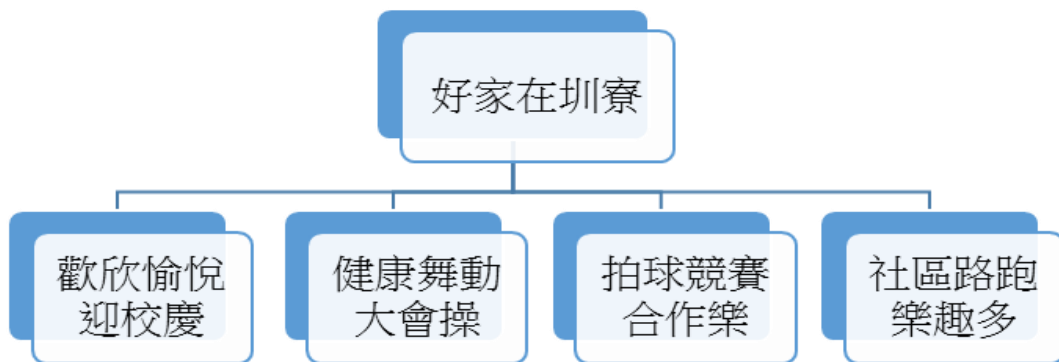 好家在圳寮
歡欣愉悅
迎校慶
健康舞動
大會操
拍球競賽
合作樂
社區路跑
樂趣多